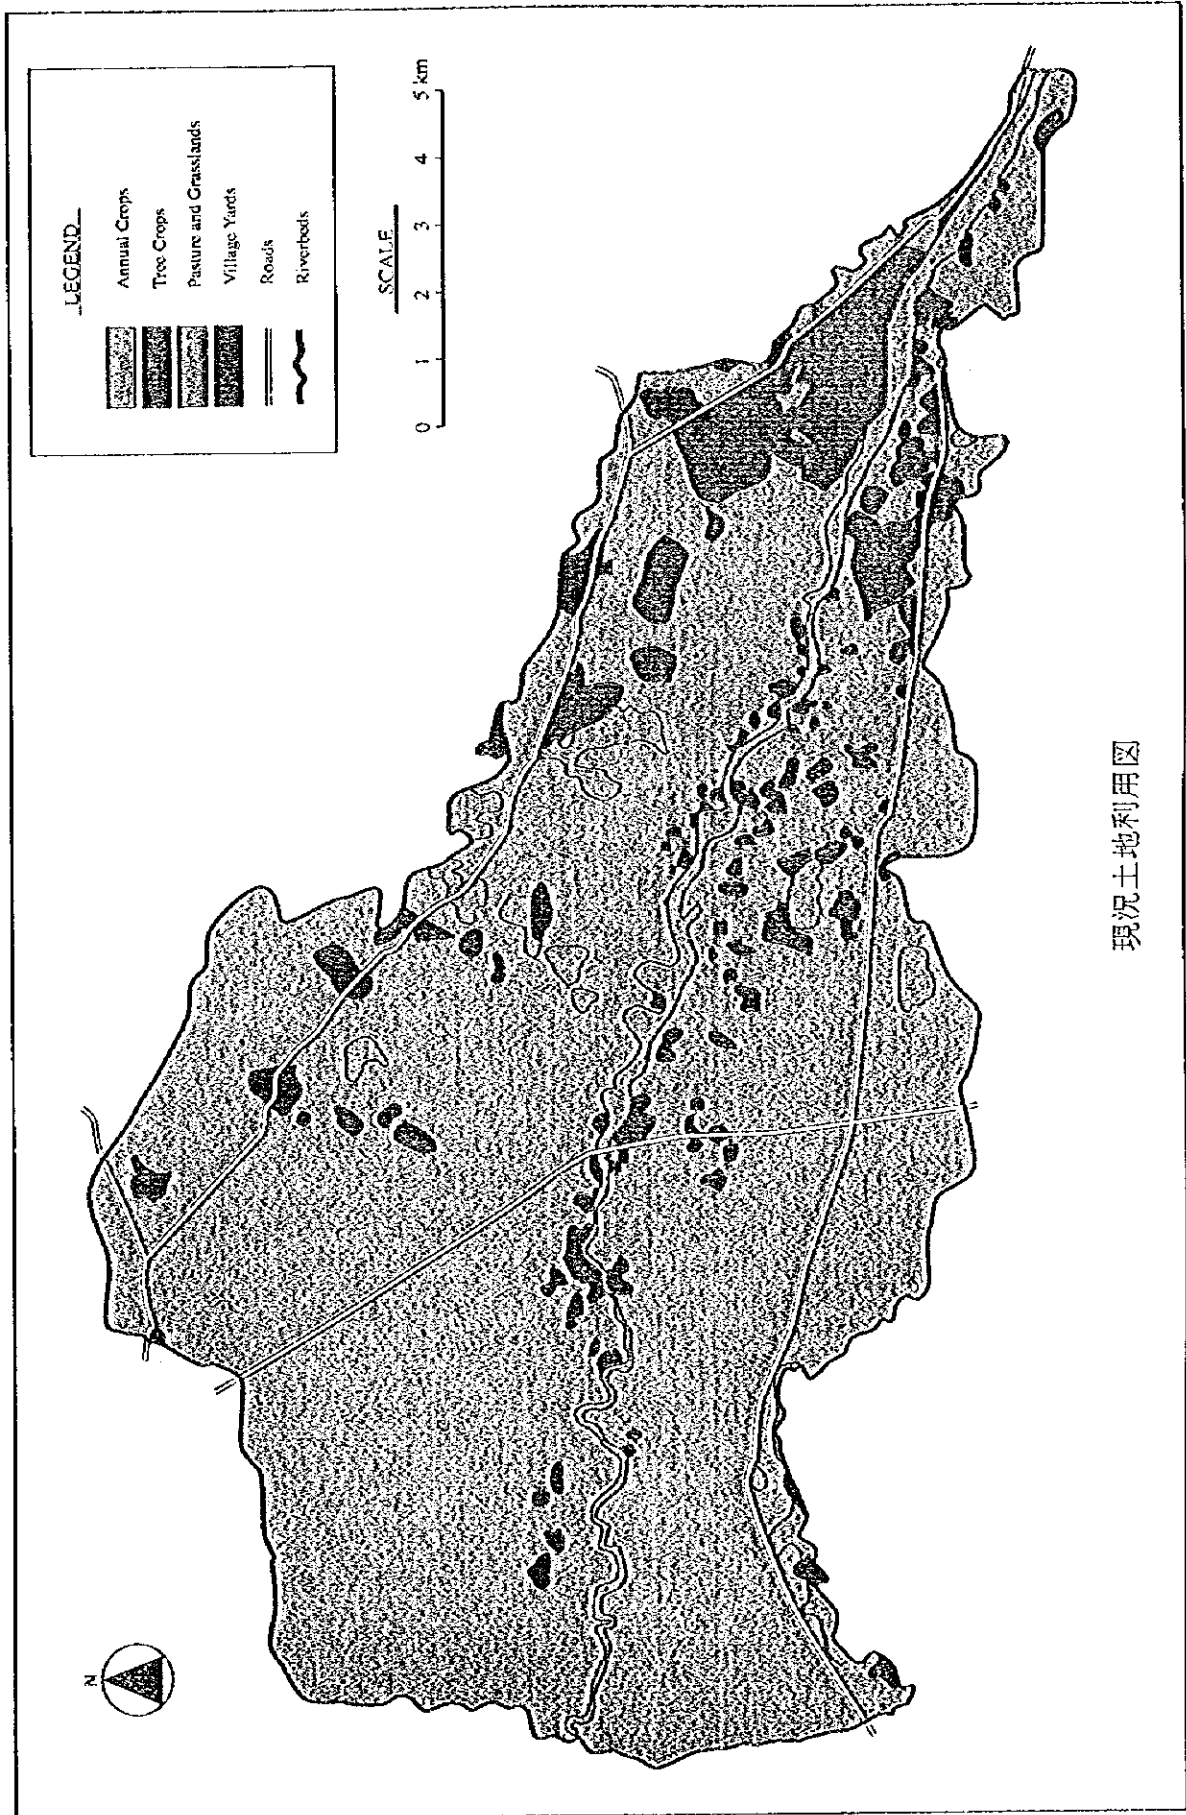 LEGEND
Annual Crops
Tree Crops
Pasture and Grasslands
Village Yards
Roads
Riverbeds
SCALE
0 1 2 3 4 5 km
N
現況土地利用図